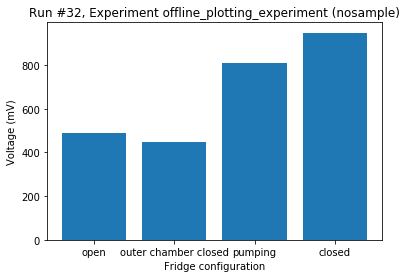 Run #32, Experiment offline_plotting_experiment (nosample)
Voltage (mV)
800
600
400
200
0
open outer chamber closed pumping closed
Fridge configuration